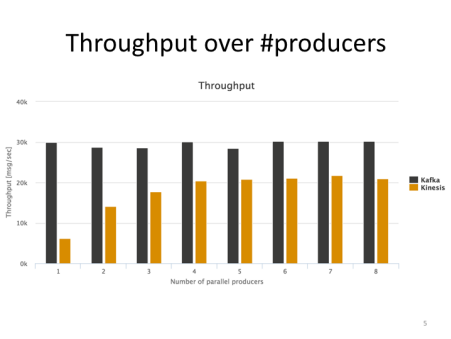 Throughput over #producers
Throughput
40k
30k
20k
10k
0k
Throughput [msg/sec]
1 2 3 4 5 6 7 8
Number of parallel producers
Kafka
Kinesis
5